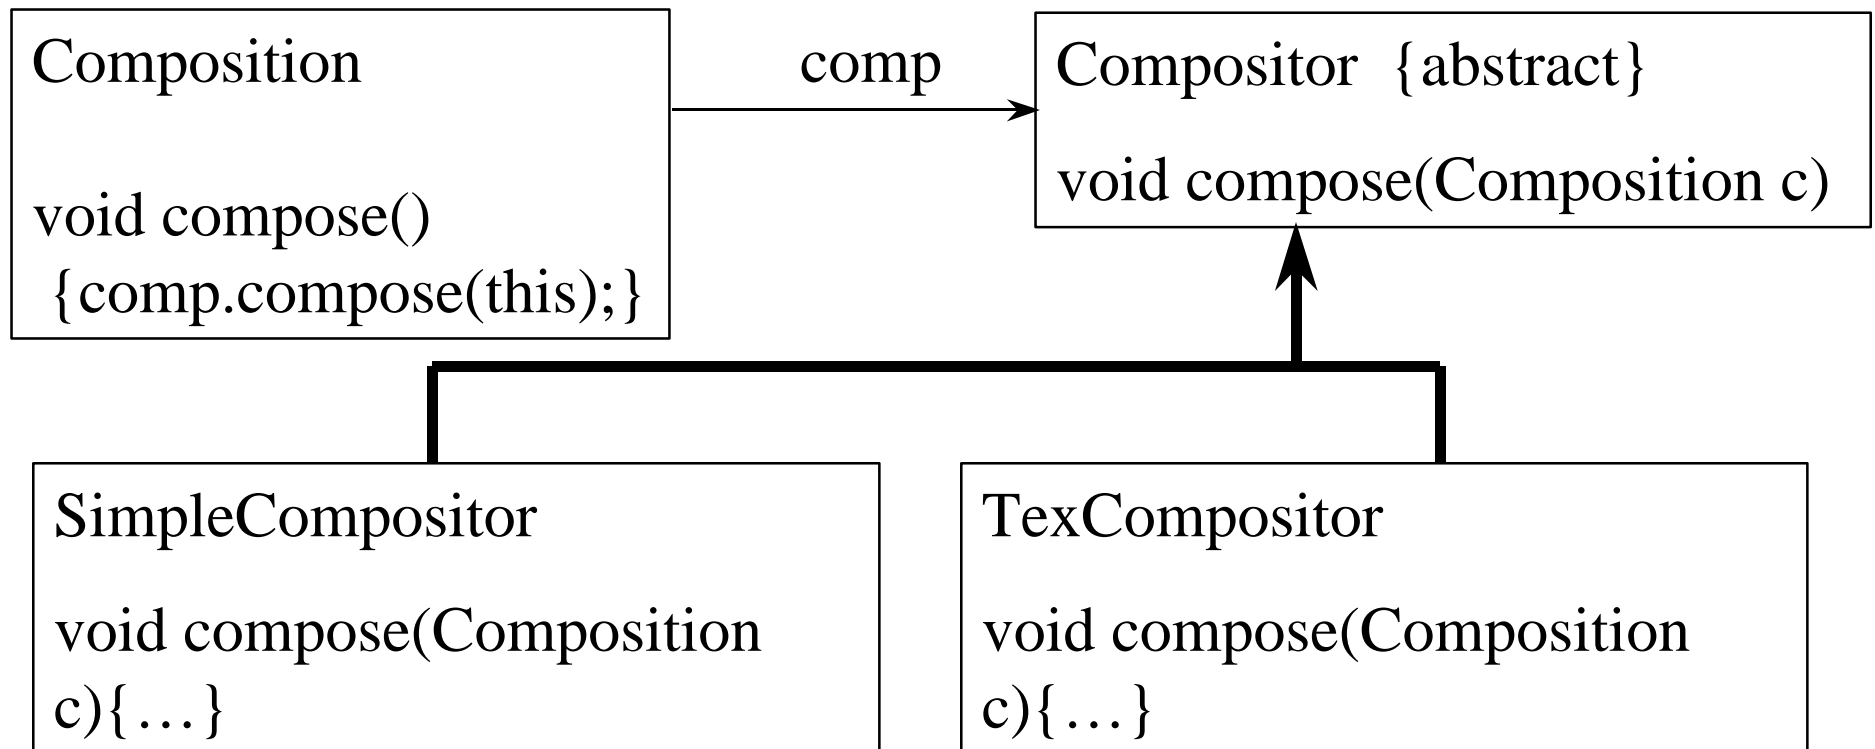 Composition
void compose()
{comp.compose(this);}
comp
Compositor {abstract}
void compose(Composition c)
SimpleCompositor
void compose(Composition
c){…}
TexCompositor
void compose(Composition
c){…}